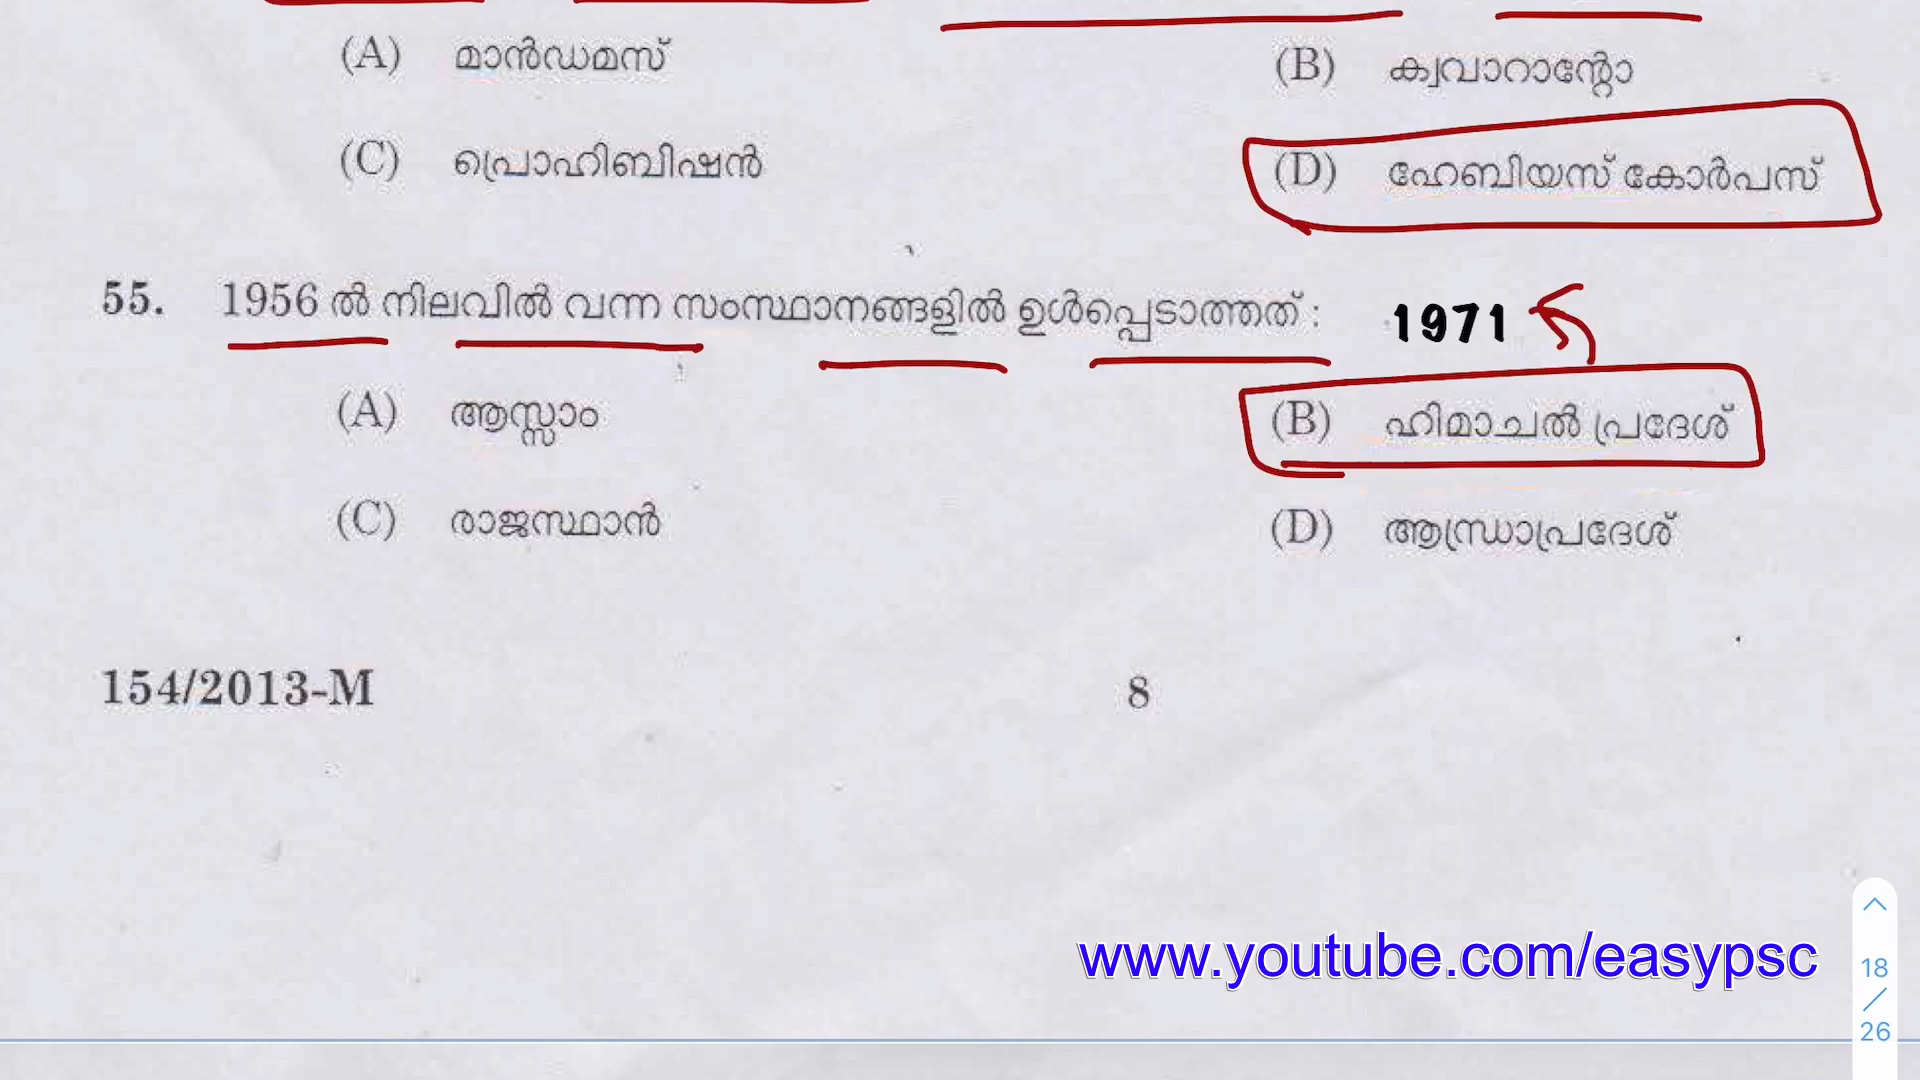 (A) മാൻഡമസ് (B) ക്വവാറാന്റോ
(C) പ്രൊഹിബിഷൻ (D) ഹേബിയസ് കോർപസ്
55. 1956 ൽ നിലവിൽ വന്ന സംസ്ഥാനങ്ങളിൽ ഉൾപ്പെടാത്തത് : 1971
(A) ആസ്സാം (B) ഹിമാചൽ പ്രദേശ്
(C) രാജസ്ഥാൻ (D) ആന്ധ്രാപ്രദേശ്
154/2013-M 8
www.youtube.com/easypsc
18
/
26